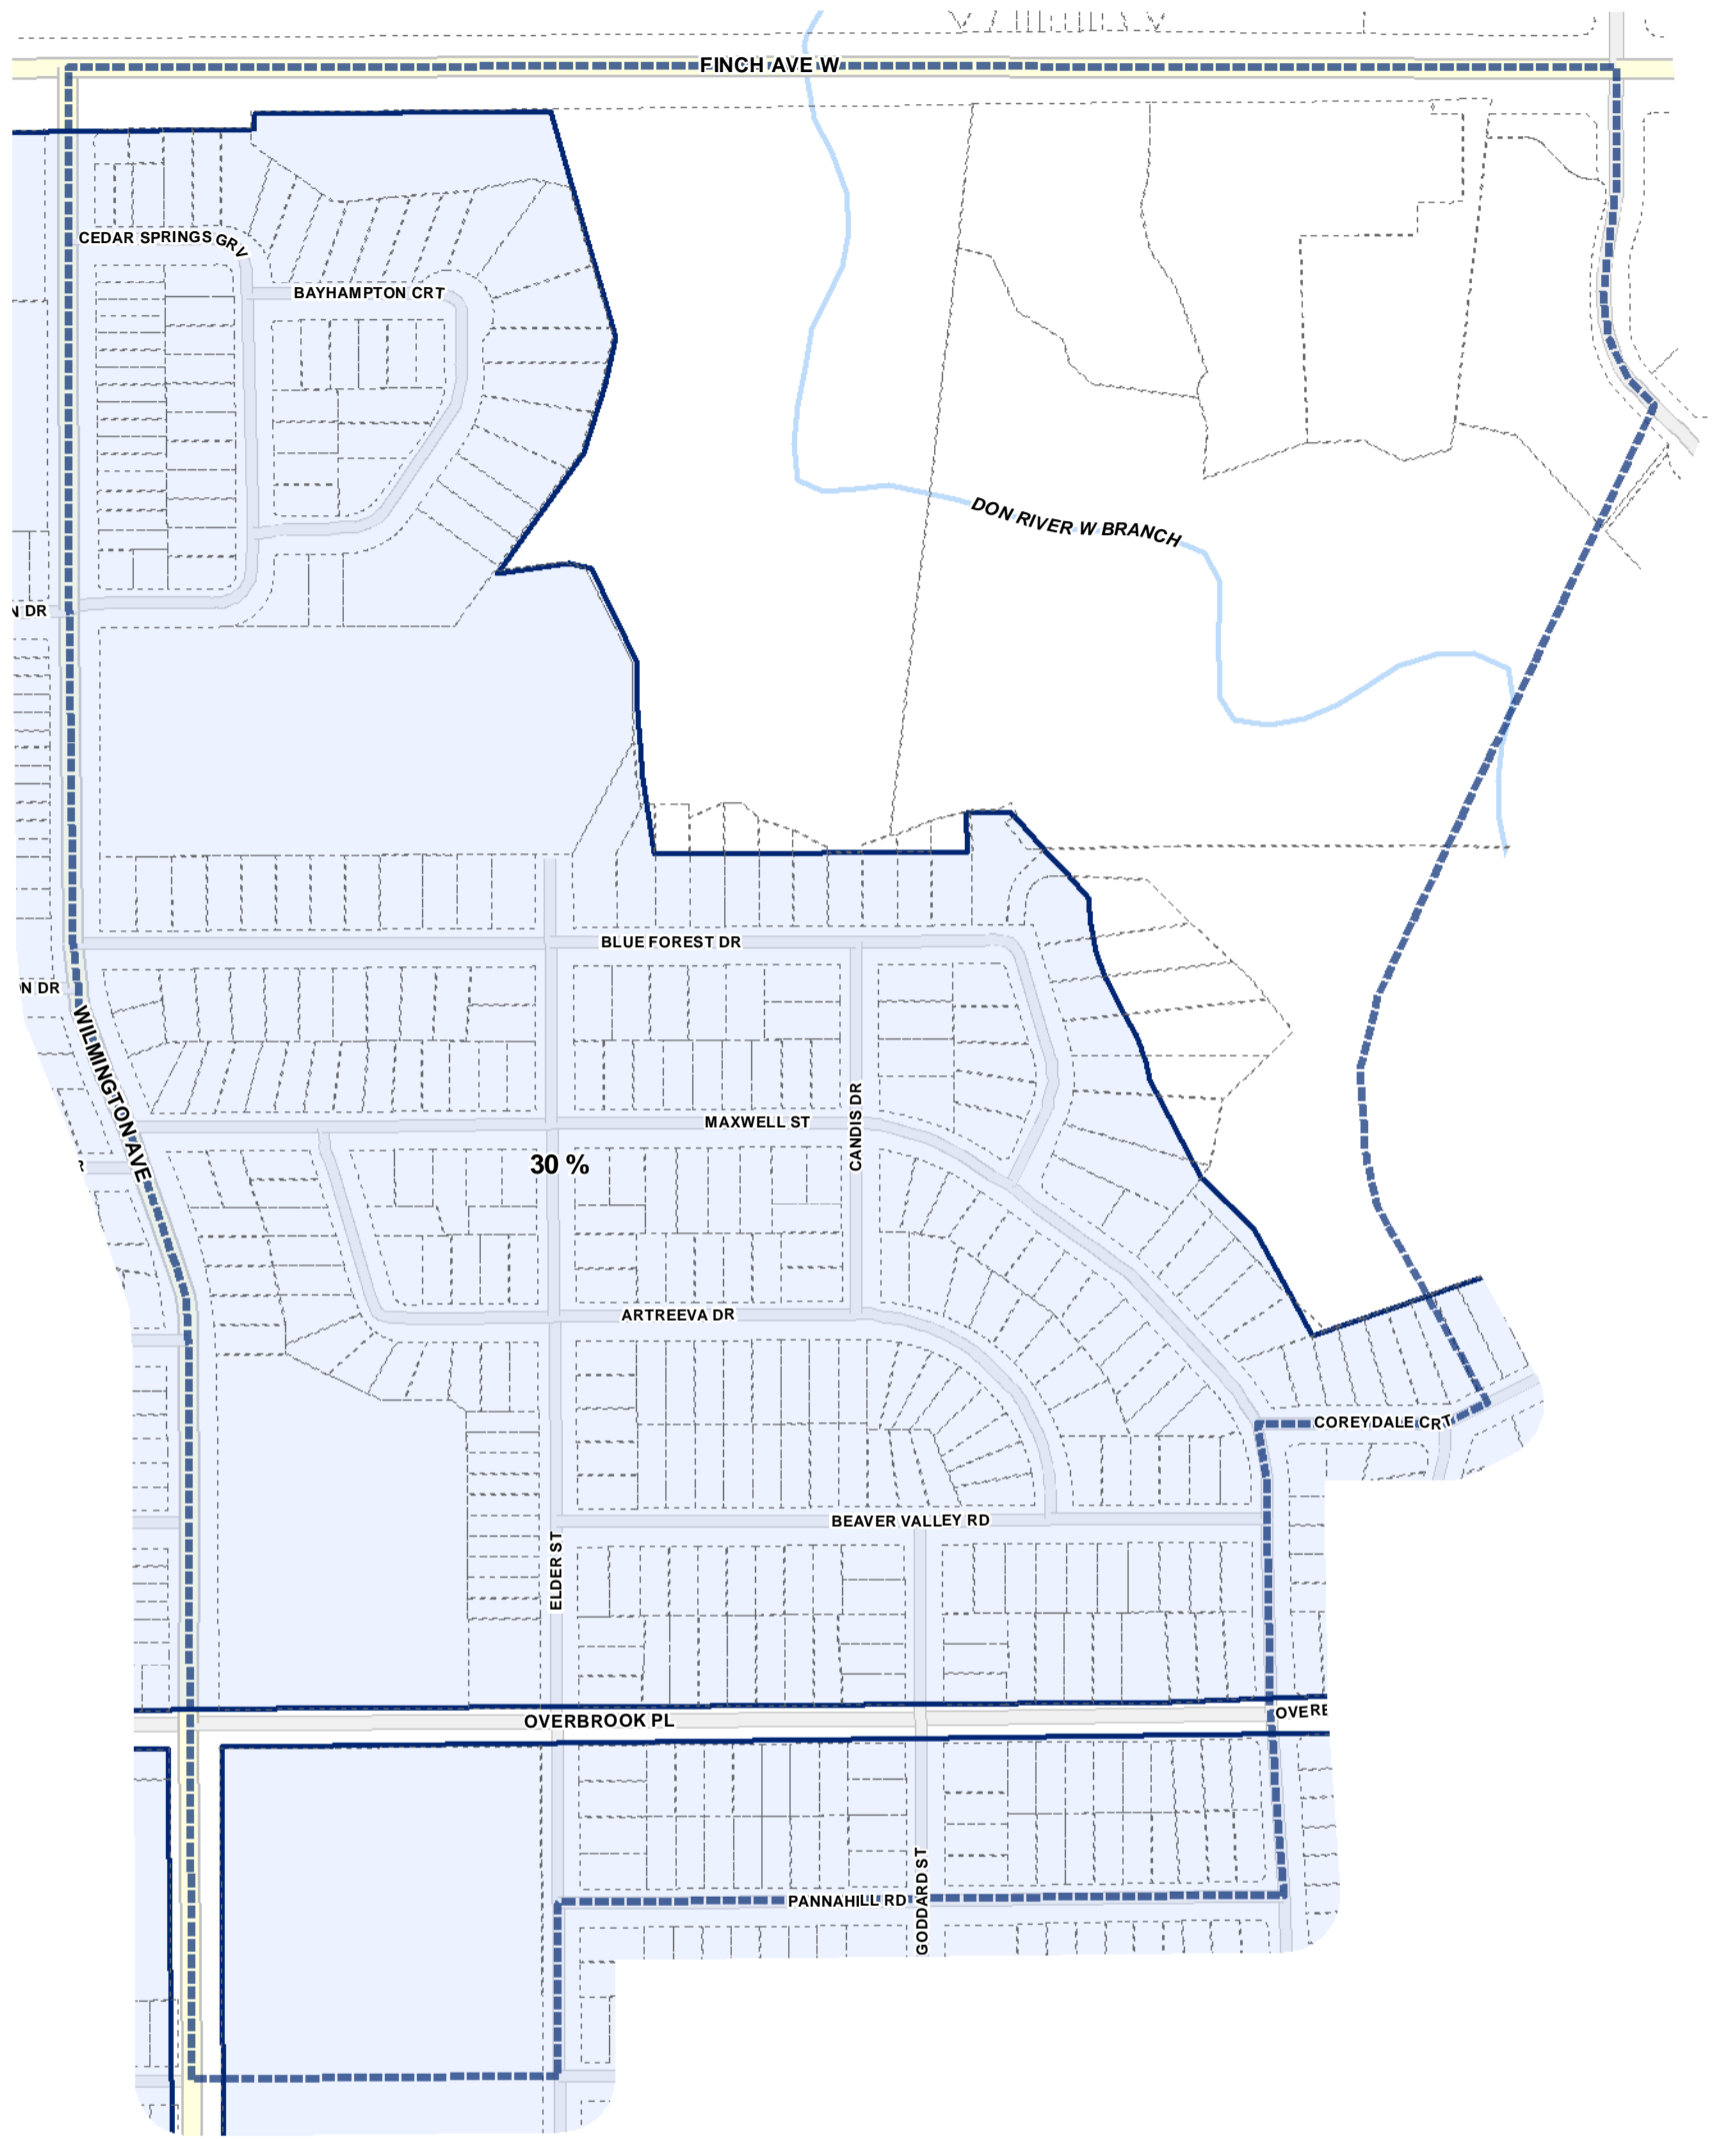 FINCH AVE W
CEDAR SPRINGS GRV
BAYHAMPTON CRT
DON RIVER W BRANCH
N DR
BLUE FOREST DR
N DR
WILMINGTON AVE
CANDIS DR
MAXWELL ST
30 %
ARTREEVA DR
COREYDALE CRT
BEAVER VALLEY RD
ELDER ST
OVERBROOK PL
OVERB
PANNAHILL RD
GODDARD ST